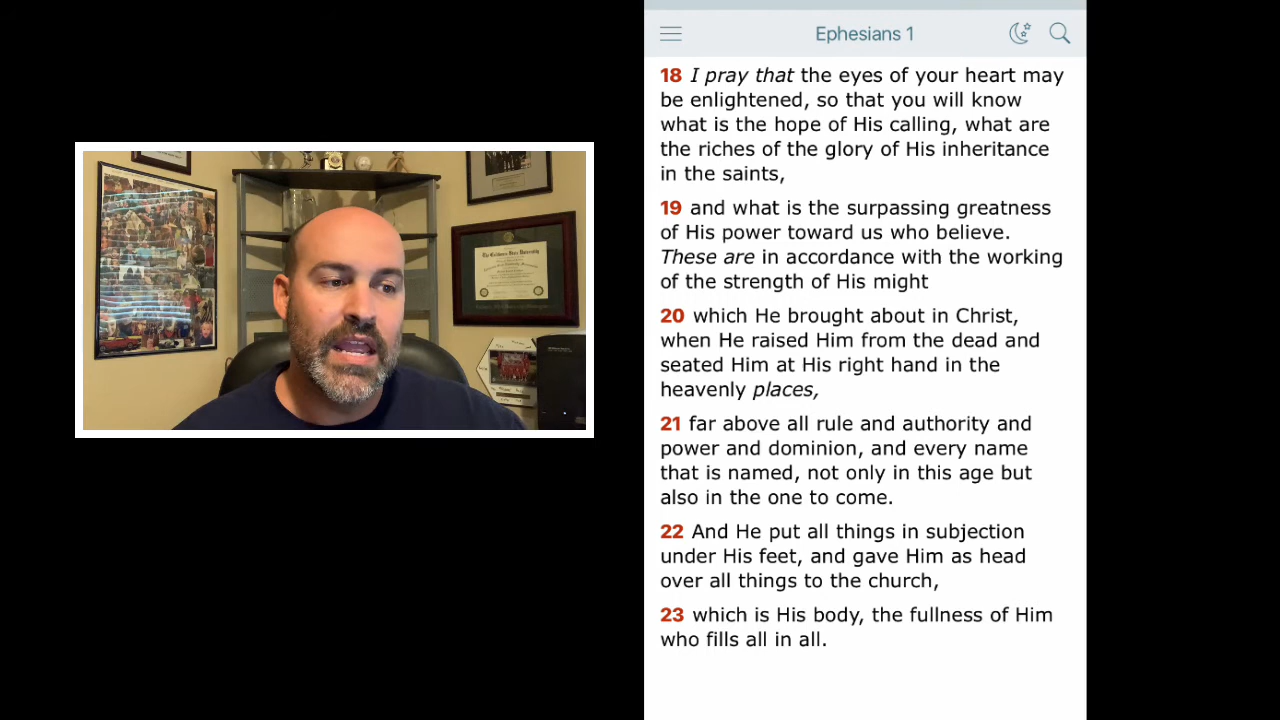 Ephesians 1
18 I pray that the eyes of your heart may
be enlightened, so that you will know
what is the hope of His calling, what are
the riches of the glory of His inheritance
in the saints,
19 and what is the surpassing greatness
of His power toward us who believe.
These are in accordance with the working
of the strength of His might
20 which He brought about in Christ,
when He raised Him from the dead and
seated Him at His right hand in the
heavenly places,
21 far above all rule and authority and
power and dominion, and every name
that is named, not only in this age but
also in the one to come.
22 And He put all things in subjection
under His feet, and gave Him as head
over all things to the church,
23 which is His body, the fullness of Him
who fills all in all.